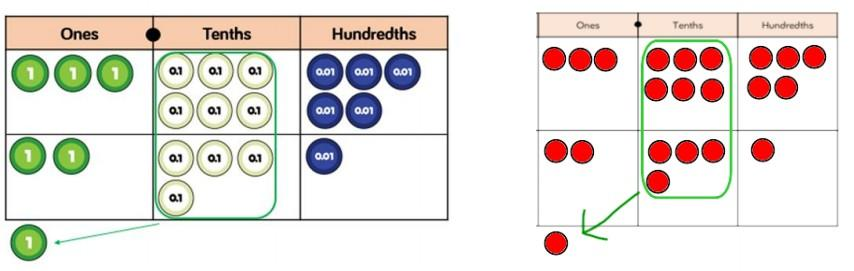 Ones Tenths Hundredths
1 1 1 0.1 0.1 0.1 0.01 0.01 0.01
0.1 0.1 0.1 0.01 0.01
1 1 0.1 0.1 0.1 0.01
0.1
1
Ones Tenths Hundredths